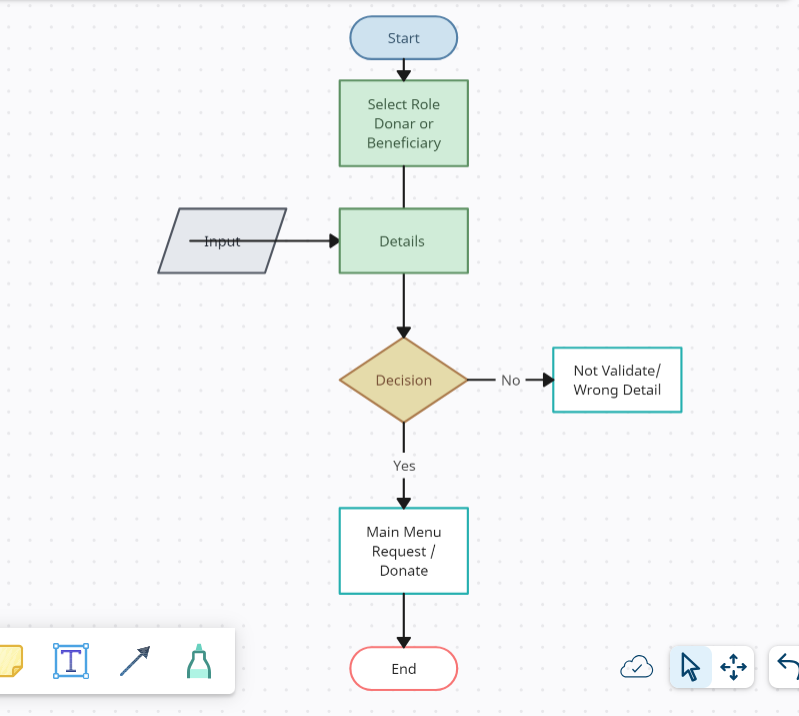 Start
Select Role
Donar or
Beneficiary
Input
Details
Decision
No
Not Validate/
Wrong Detail
Yes
Main Menu
Request /
Donate
End
T